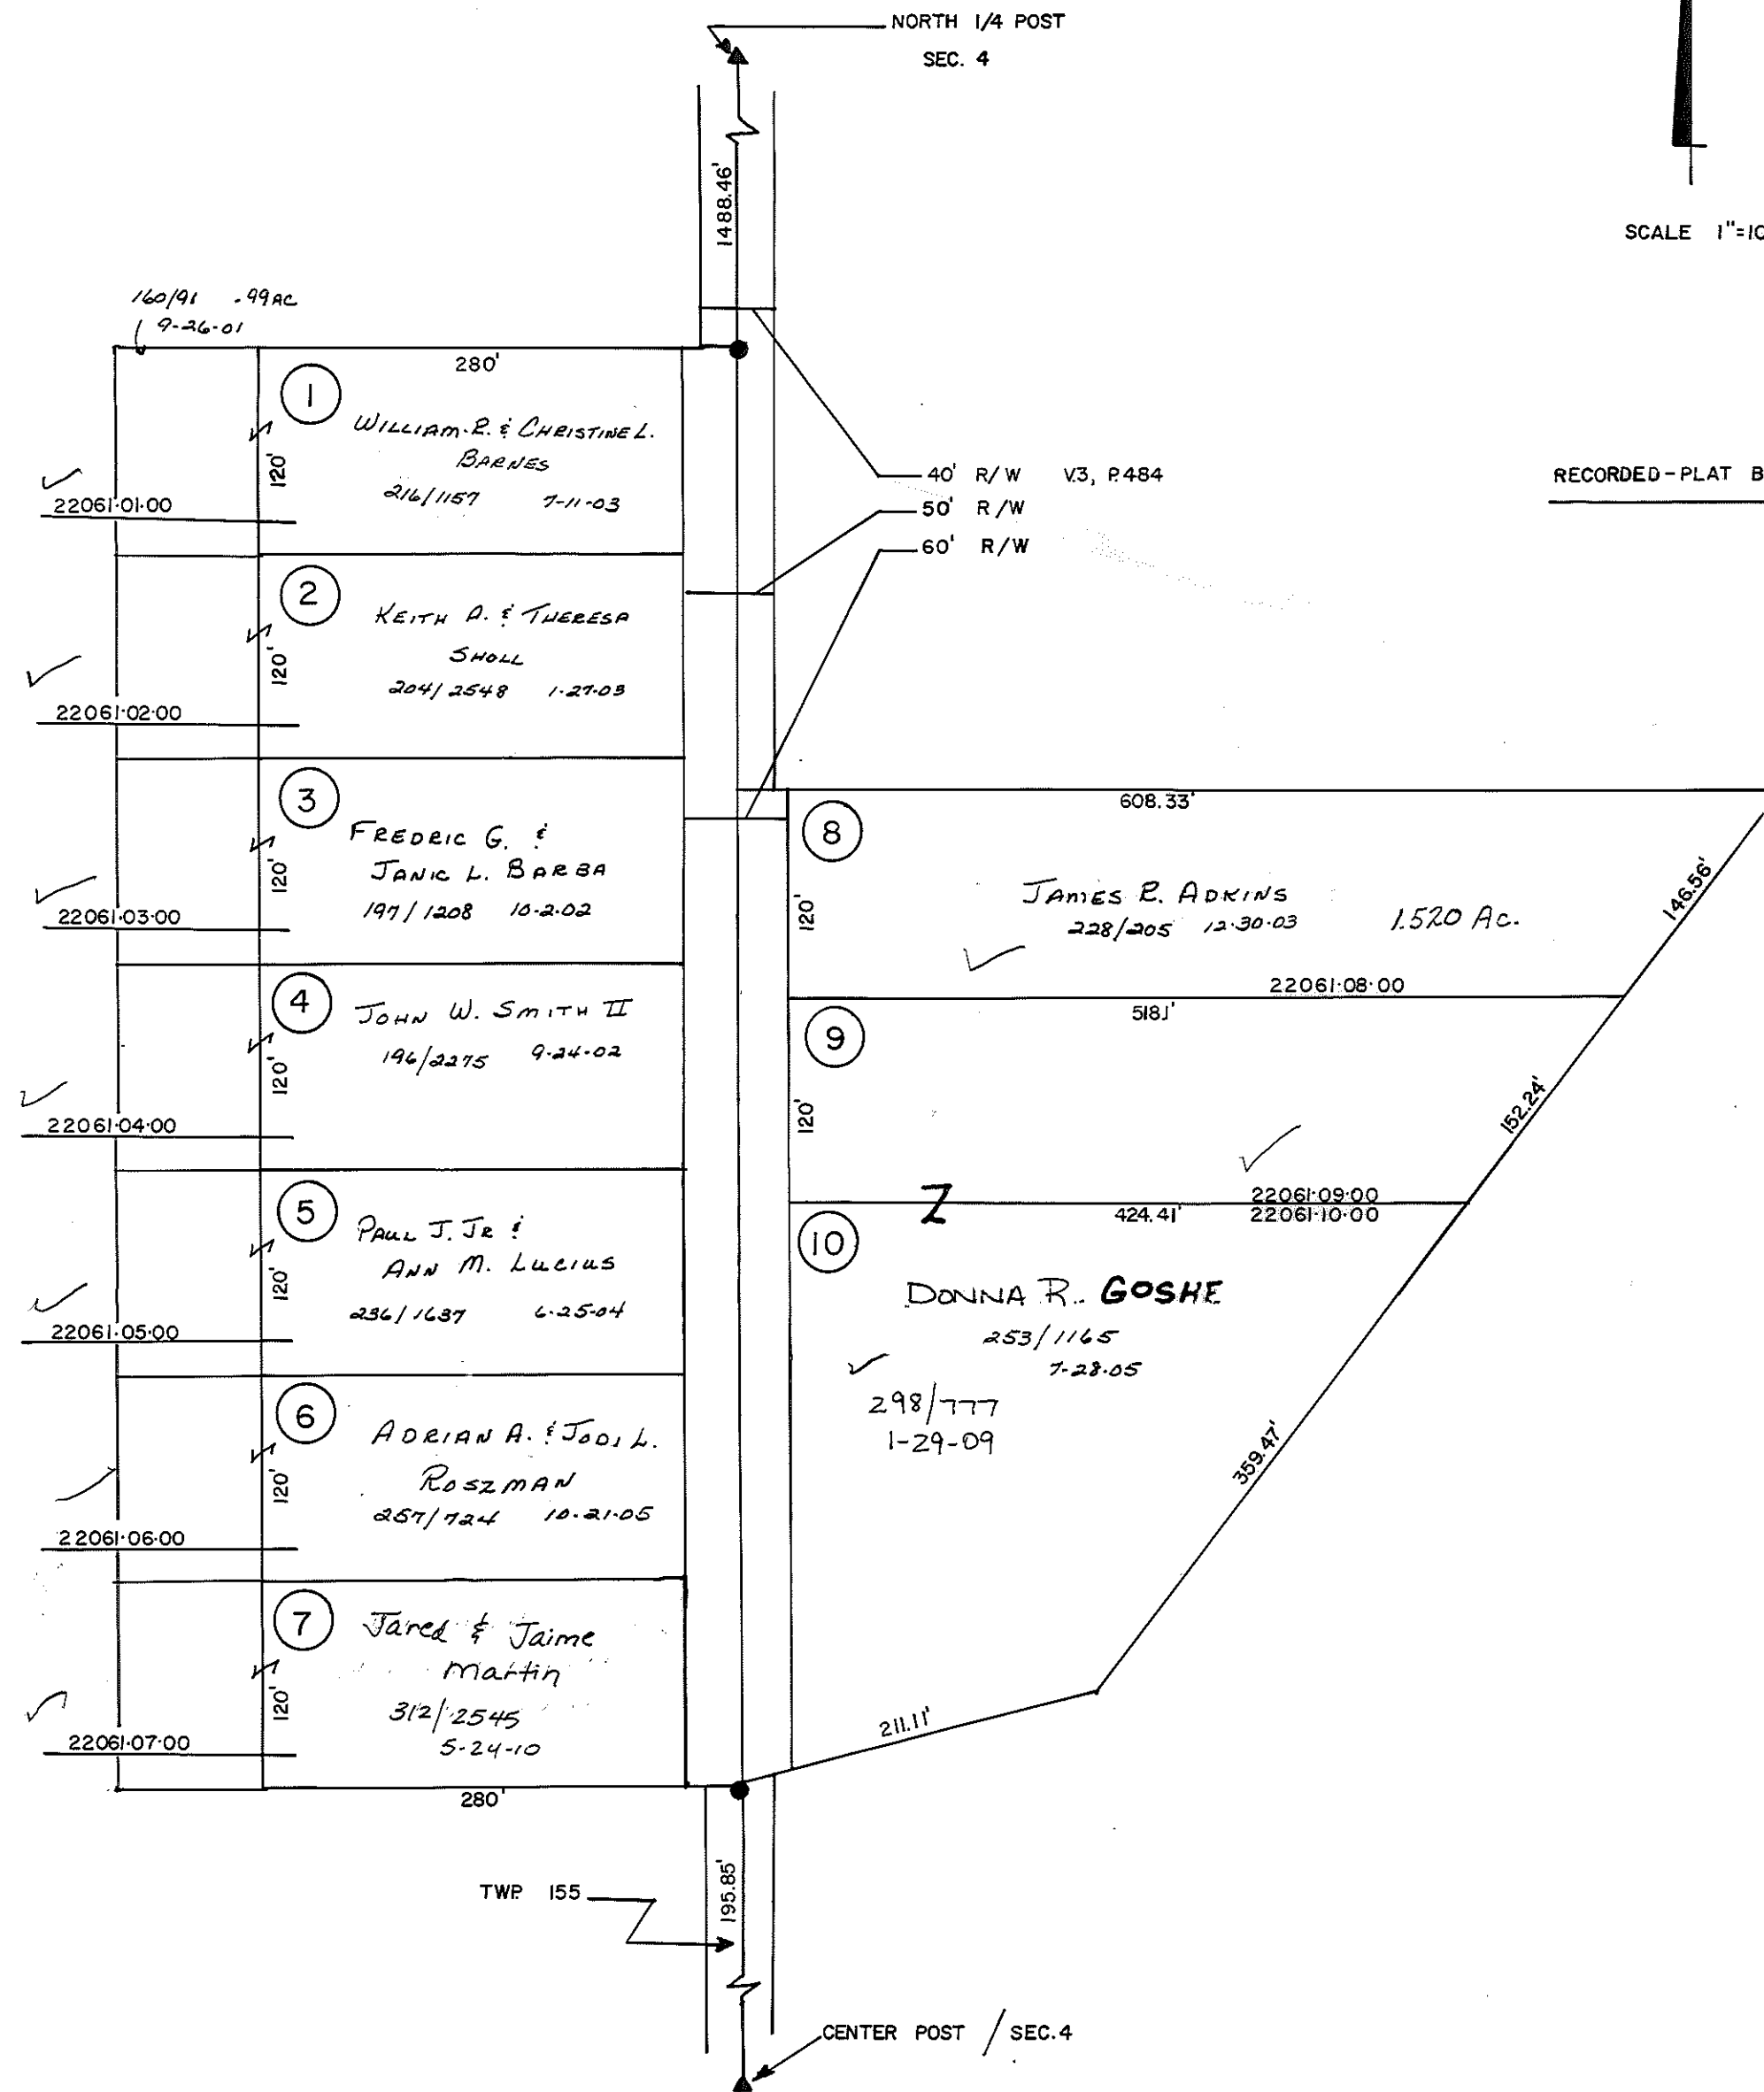 NORTH 1/4 POST
SEC. 4
1488.46'
SCALE 1"=10
160/91 .99AC
9-26-01
280'
1
WILLIAM. R. & CHRISTINE L.
BARNES
216/1157 7-11-03
120'
22061.01.00
40' R/W V.3, P.484
50' R/W
60' R/W
RECORDED-PLAT B
2
KEITH A. & THERESA
SHOLL
204/2548 1-27-03
120'
22061.02.00
3
FREDRIC G. &
JANIC L. BARBA
197/1208 10-2-02
120'
22061.03.00
608.33'
8
JAMES R. ADKINS
228/205 12-30-03
1.520 Ac.
120'
146.56'
22061.08.00
4
JOHN W. SMITH II
196/2275 9-24-02
120'
22061.04.00
518.1'
9
120'
152.24'
22061.09.00
Z
424.41'
22061.10.00
5
PAUL J. JR &
ANN M. LUCIUS
236/1637 6-25-04
120'
22061.05.00
10
DONNA R. GOSHE
253/1165
7-28-05
298/777
1-29-09
359.47'
6
ADRIAN A. & JODI L.
ROSZMAN
257/724 10-21-05
120'
22061.06.00
7
Jared & Jaime
Martin
312/2545
5-24-10
120'
22061.07.00
211.11'
280'
TWP. 155
195.85'
CENTER POST / SEC. 4